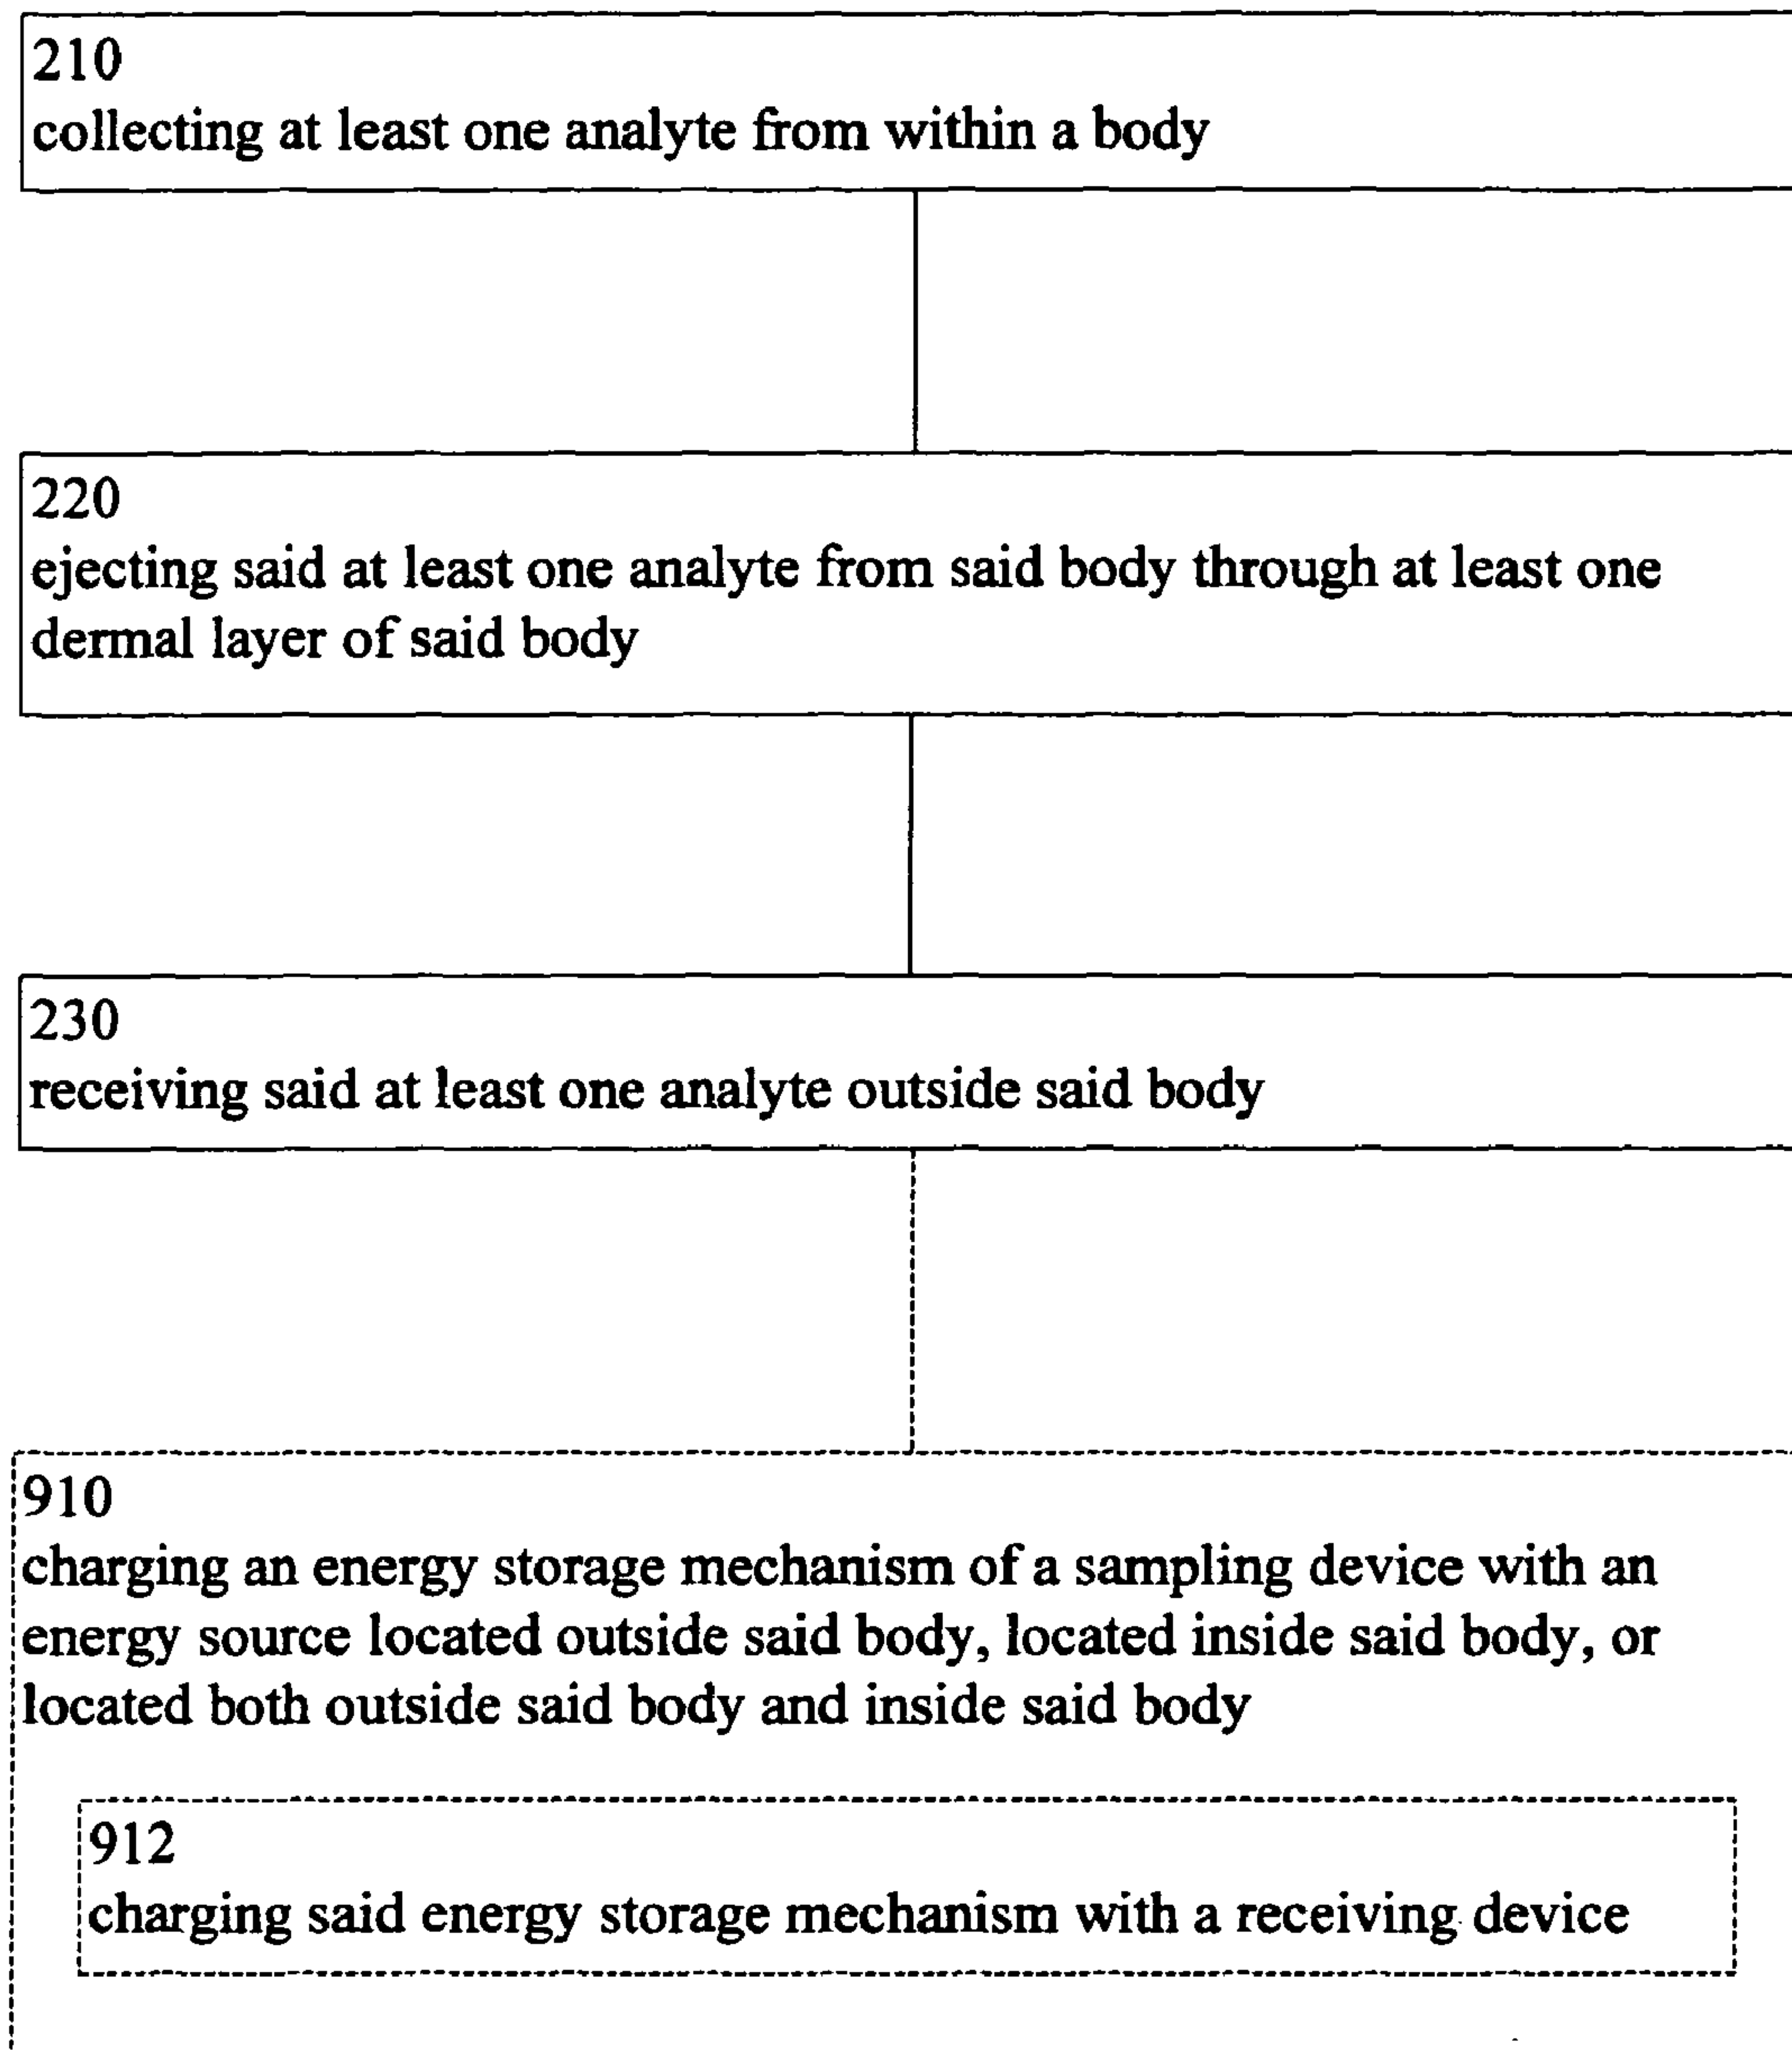 210
collecting at least one analyte from within a body
220
ejecting said at least one analyte from said body through at least one
dermal layer of said body
230
receiving said at least one analyte outside said body
910
charging an energy storage mechanism of a sampling device with an
energy source located outside said body, located inside said body, or
located both outside said body and inside said body
912
charging said energy storage mechanism with a receiving device